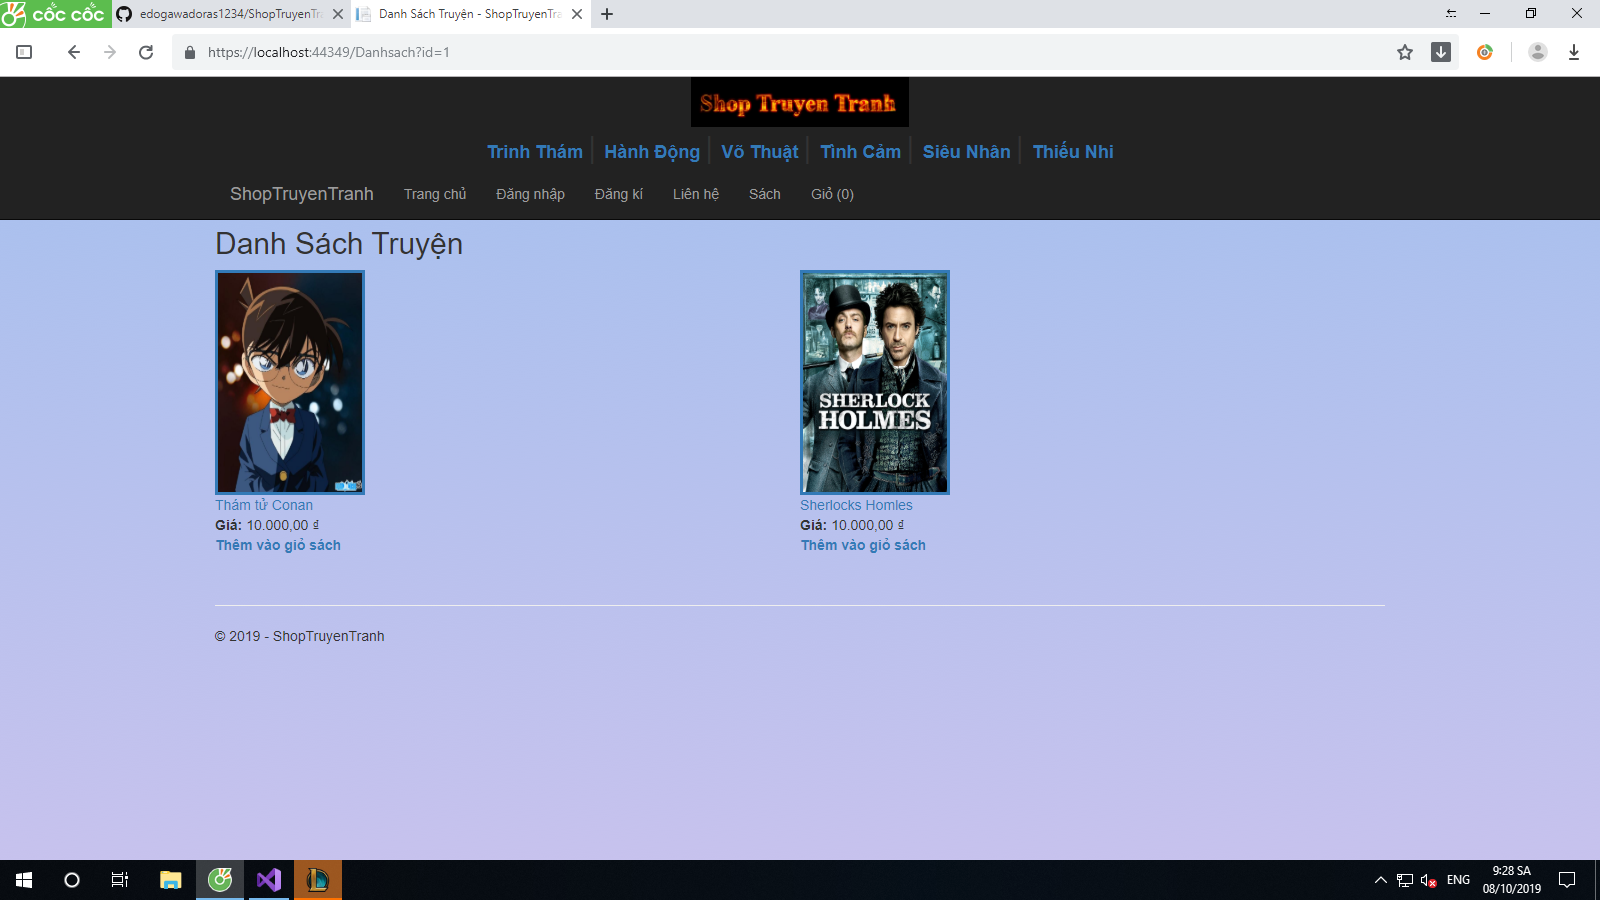 cốc cốc
edogawadoras1234/ShopTruyenTra
Danh Sách Truyện - ShopTruyenTra
https://localhost:44349/Danhsach?id=1
Shop Truyen Tranh
Trinh Thám
Hành Động
Võ Thuật
Tình Cảm
Siêu Nhân
Thiếu Nhi
ShopTruyenTranh
Trang chủ
Đăng nhập
Đăng kí
Liên hệ
Sách
Giỏ (0)
Danh Sách Truyện
SHERLOCK
HOLMES
Thám tử Conan
Giá: 10.000,00 ₫
Thêm vào giỏ sách
Sherlocks Homles
Giá: 10.000,00 ₫
Thêm vào giỏ sách
© 2019 - ShopTruyenTranh
ENG
9:28 SA
08/10/2019